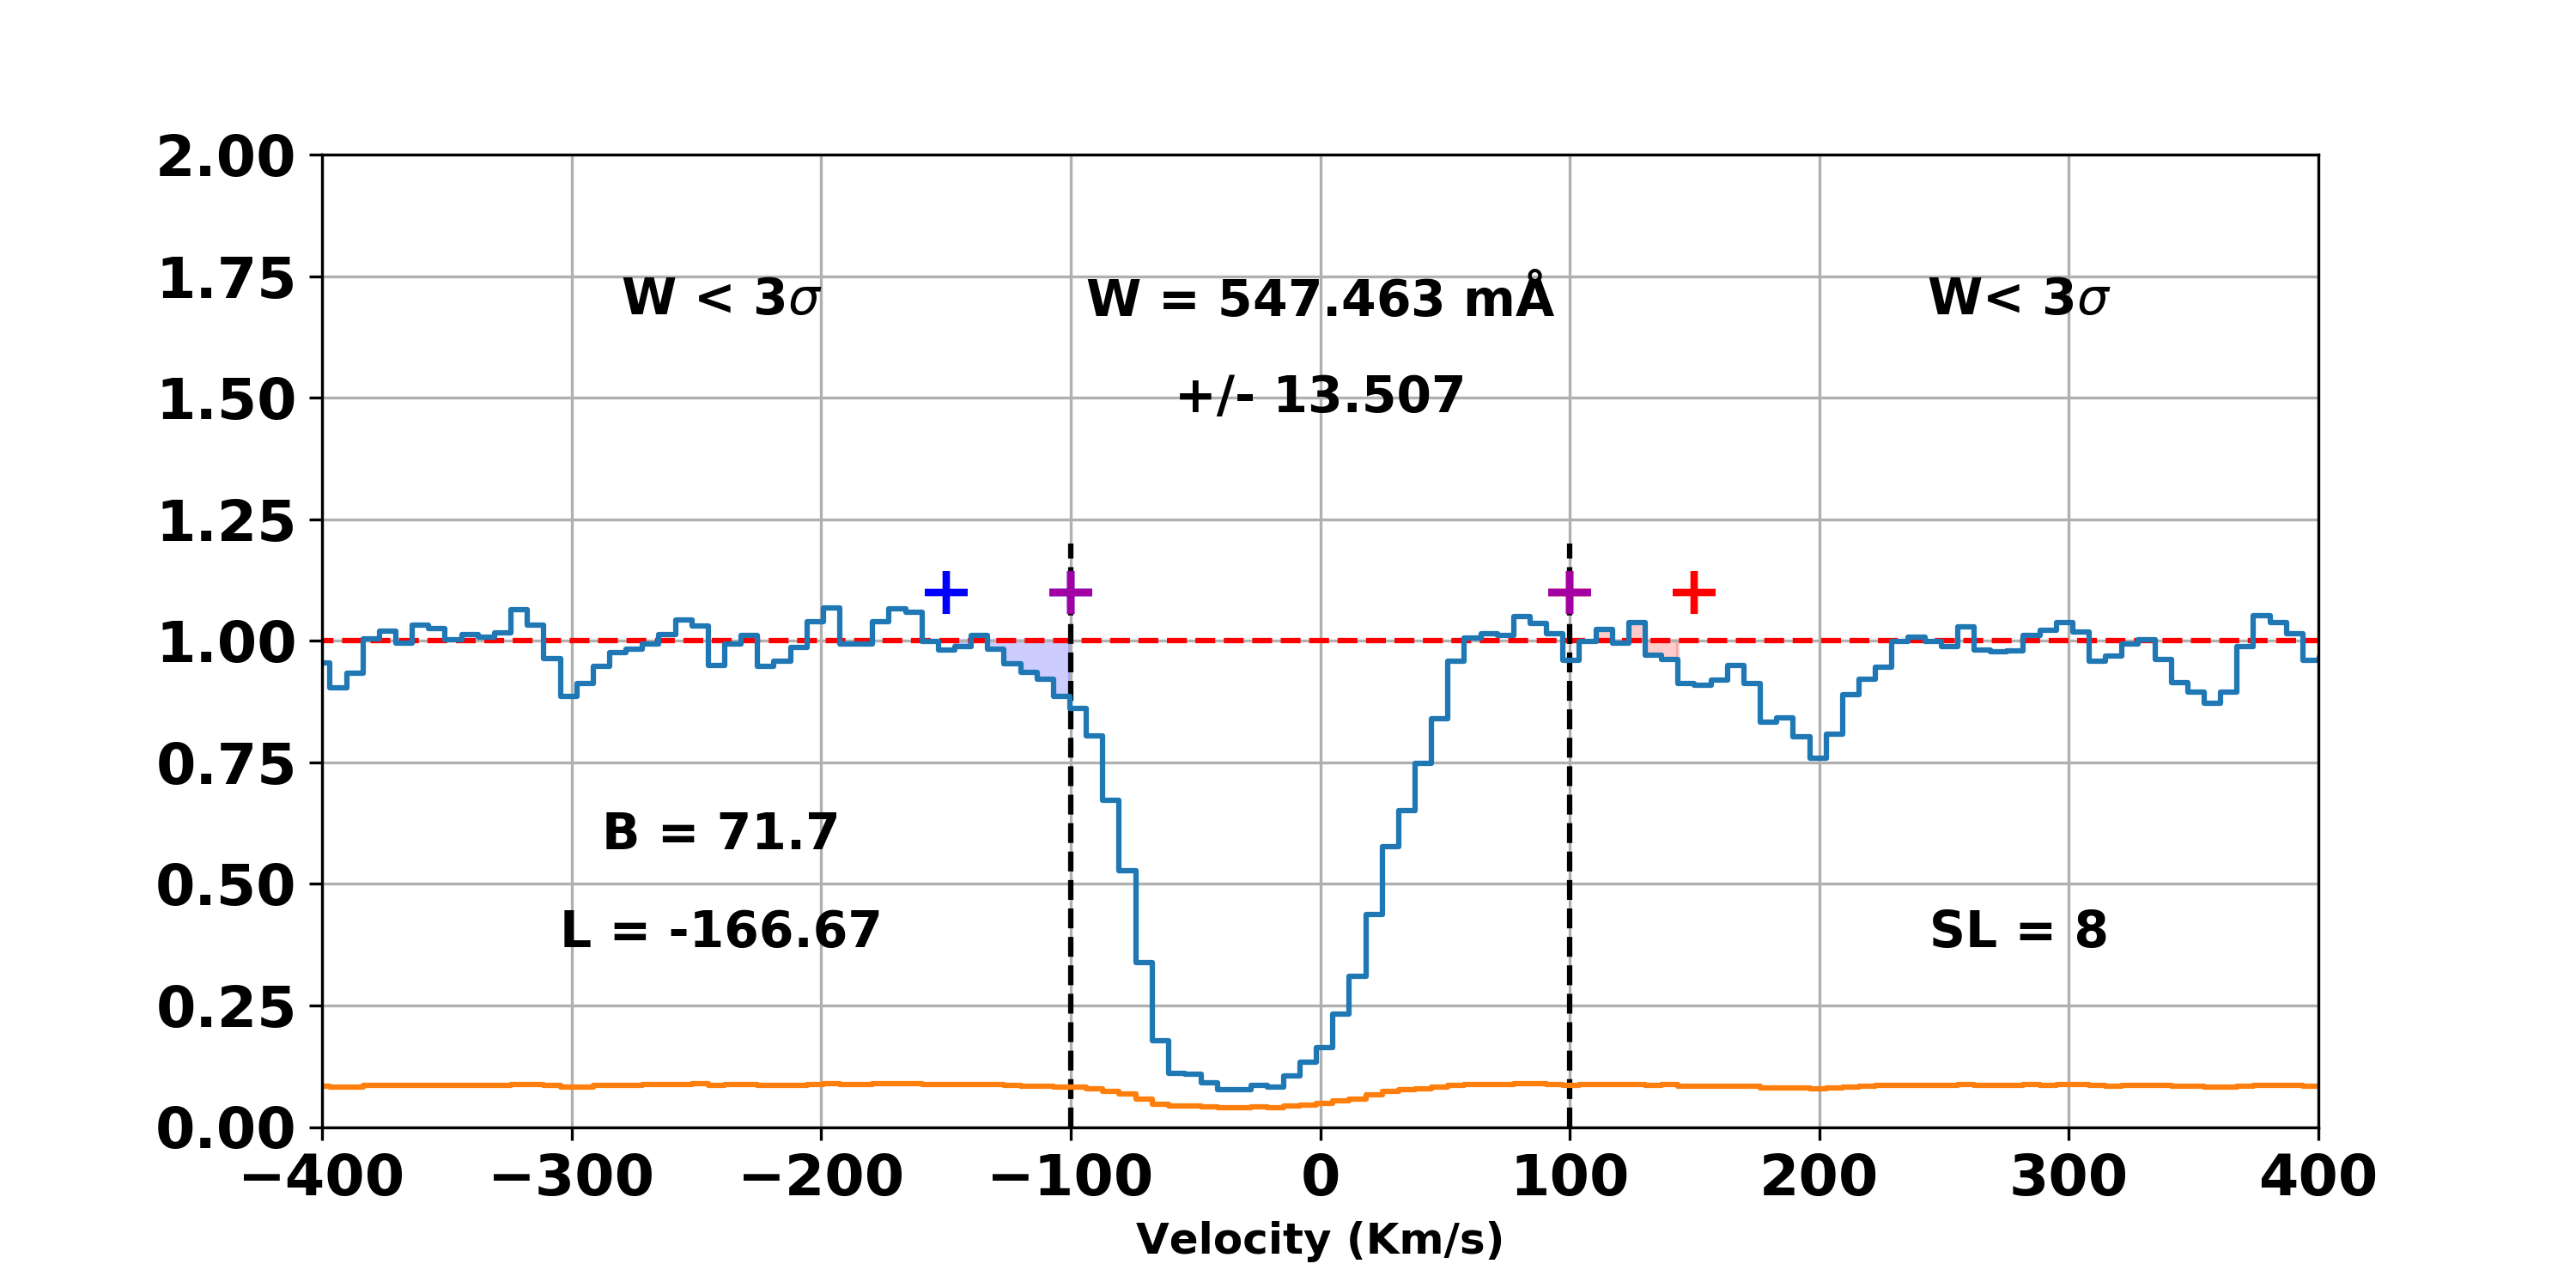 2.00
1.75
W < 3σ
W = 547.463 mÅ
W< 3σ
1.50
+/- 13.507
1.25
1.00
0.75
B = 71.7
0.50
L = -166.67
SL = 8
0.25
0.00
−400 −300 −200 −100 0 100 200 300 400
Velocity (Km/s)